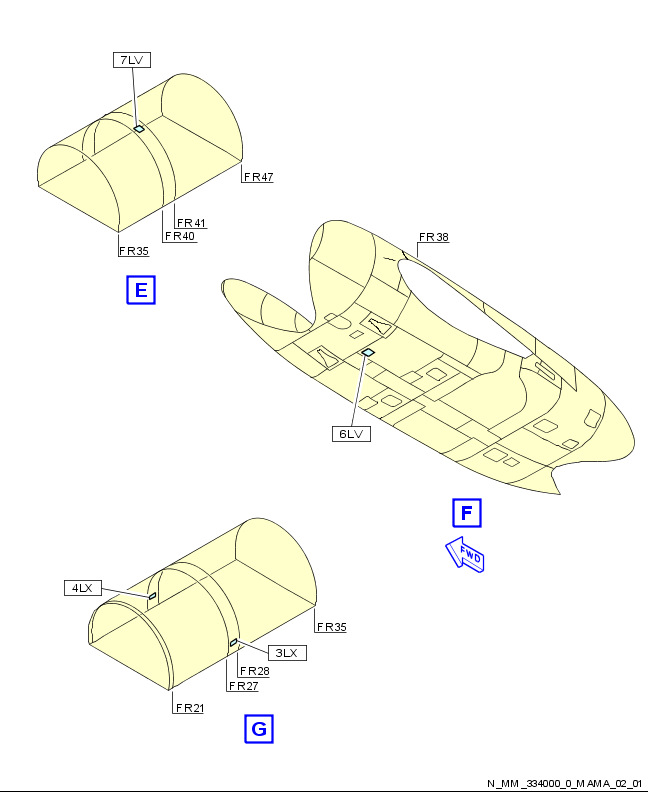 7LV
FR47
FR41
FR40
FR35
E
FR38
6LV
F
FWD
4LX
3LX
FR35
FR28
FR27
FR21
G
N_MM_334000_0_MAMA_02_01